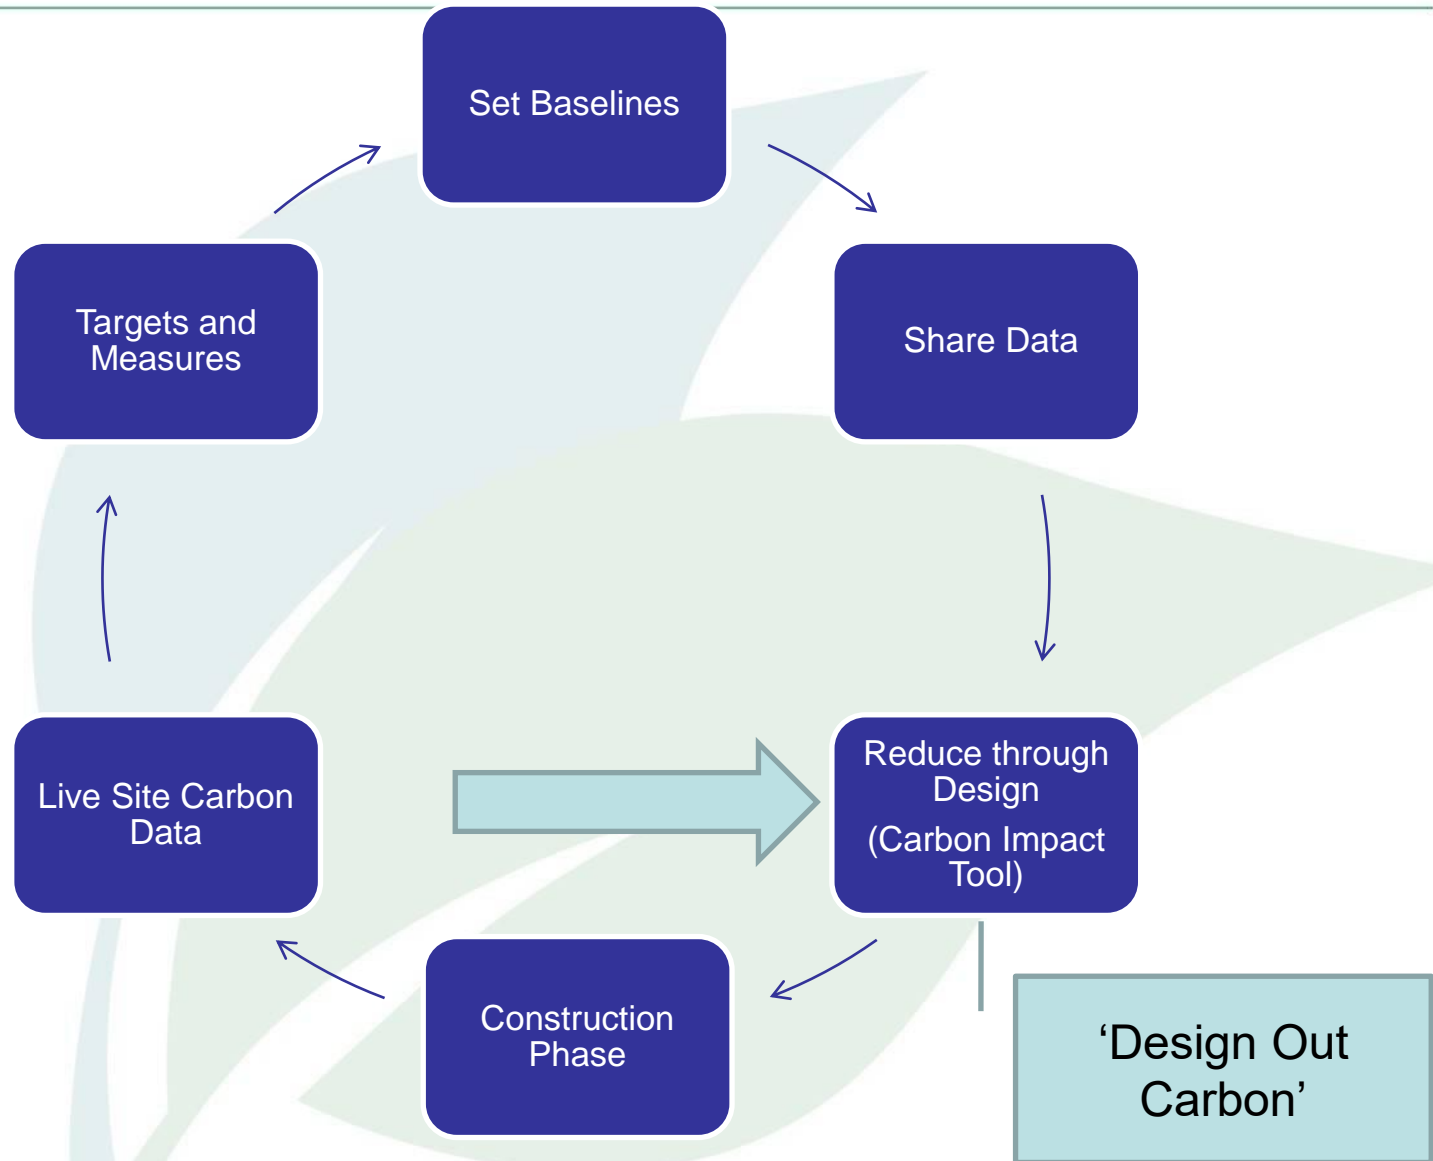 Set Baselines
Share Data
Reduce through
Design
(Carbon Impact
Tool)
Construction
Phase
Live Site Carbon
Data
Targets and
Measures
‘Design Out
Carbon’